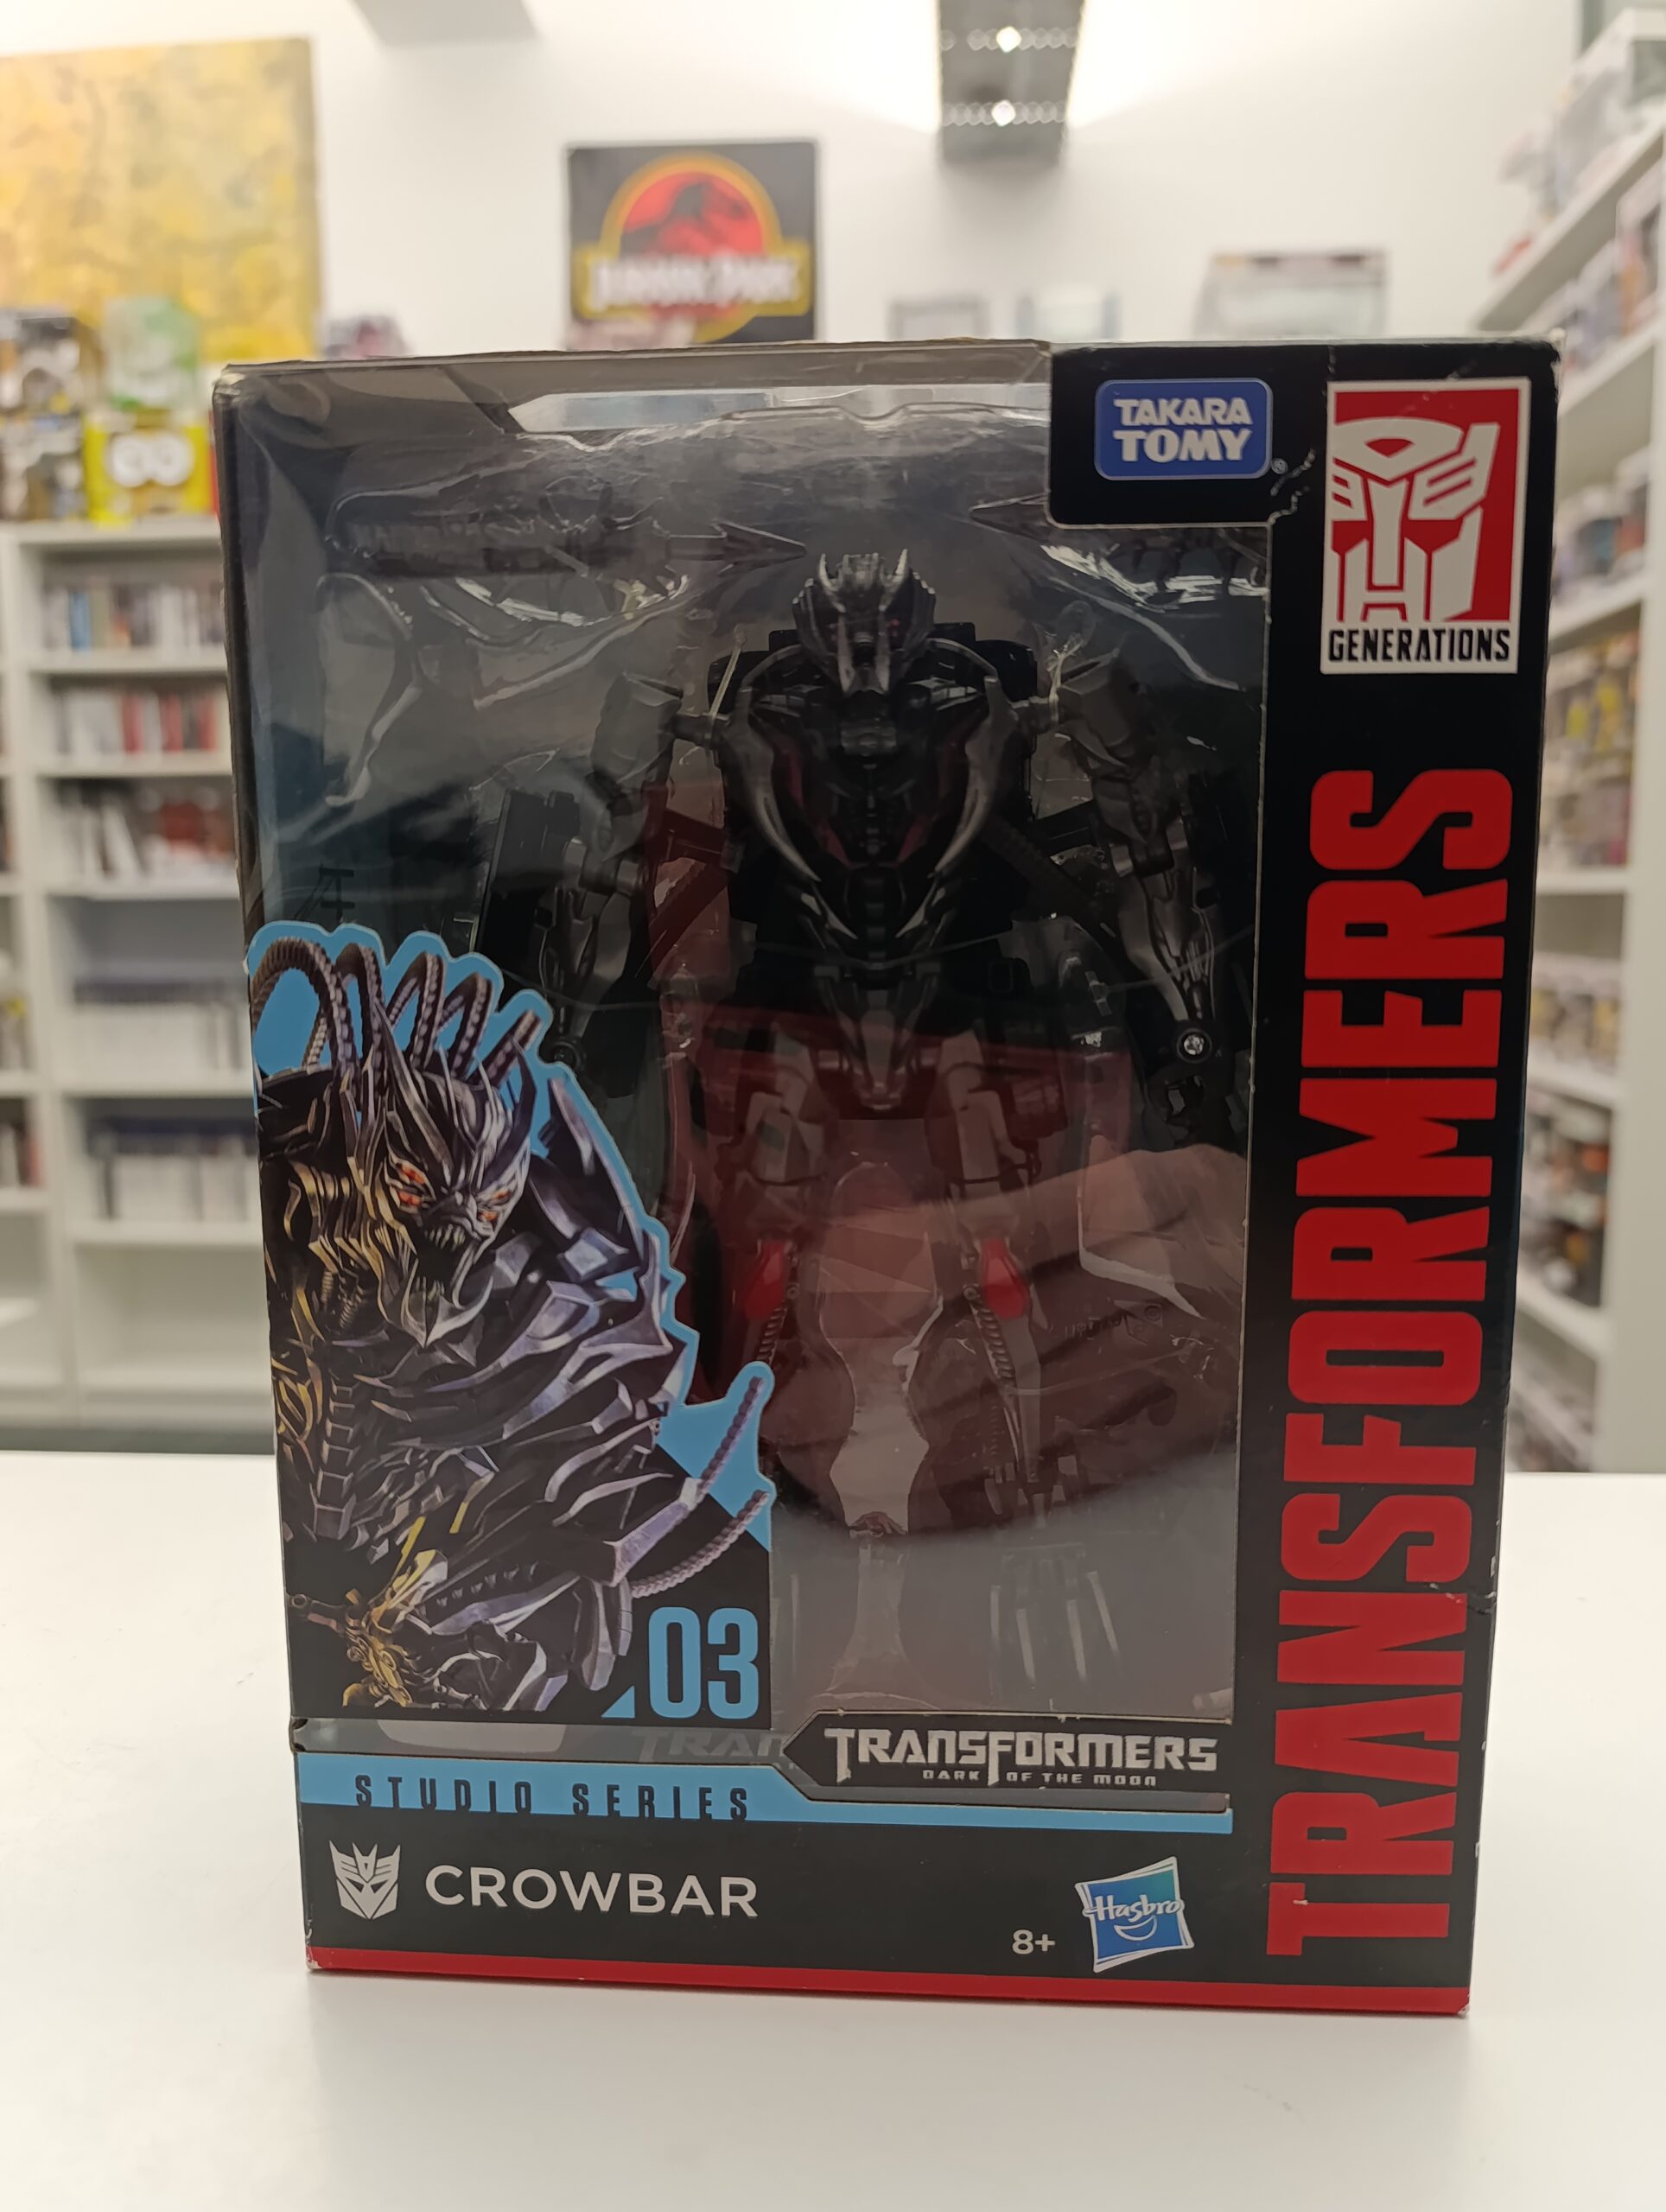 JURASSIC PARK
TAKARA
TOMY
®
GENERATIONS
TRANSFORMERS
03
TRANSFORMERS
DARK OF THE MOON
STUDIO SERIES
CROWBAR
8+
Hasbro